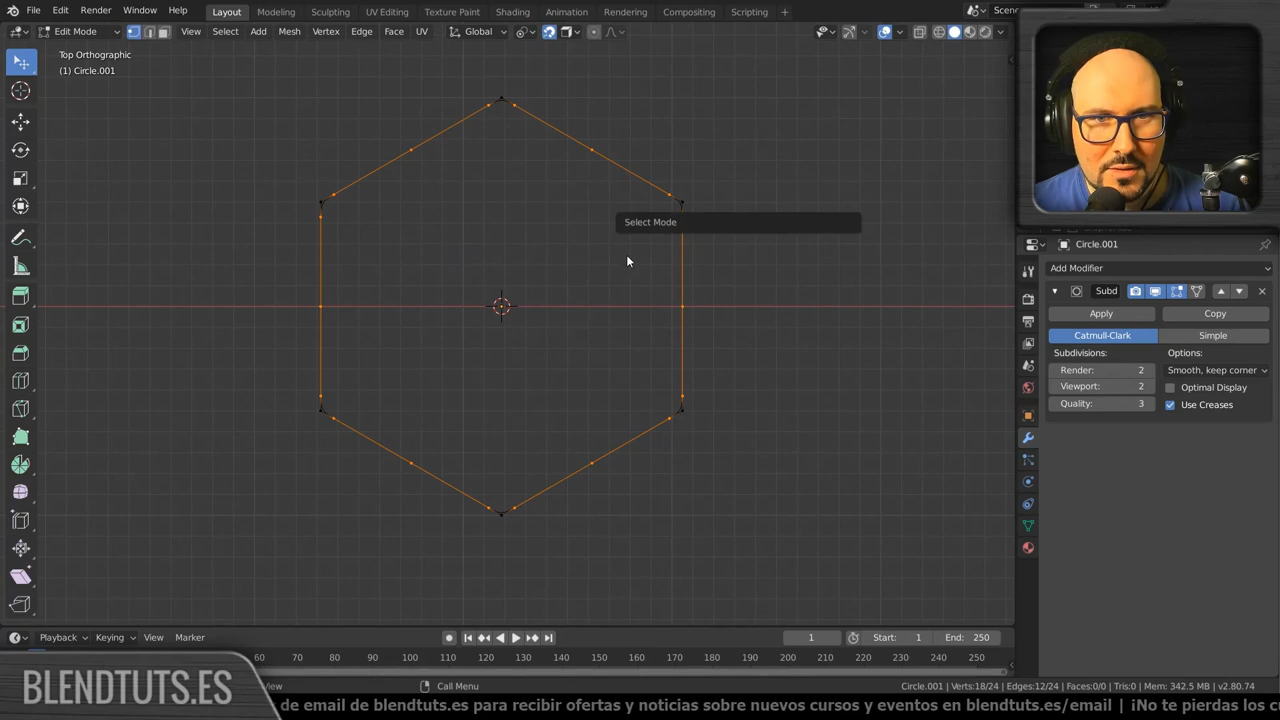 File Edit Render Window Help
Layout Modeling Sculpting UV Editing Texture Paint Shading Animation Rendering Compositing Scripting +
Scene
Edit Mode View Select Add Mesh Vertex Edge Face UV Global
Top Orthographic
(1) Circle.001
Select Mode
Circle.001
Add Modifier
Subd
Apply Copy
Catmull-Clark Simple
Subdivisions: Options:
Render: 2 Smooth, keep corner
Viewport: 2 Optimal Display
Quality: 3 Use Creases
Playback Keying View Marker 1 Start: 1 End: 250
60 70 80 90 100 110 120 130 140 150 160 170 180 190 200 210 220 230 240 250
BLENDTUTS.ES
Call Menu Circle.001 | Verts:18/24 | Edges:12/24 | Faces:0/0 | Tris:0 | Mem: 342.5 MB | v2.80.74
de email de blendtuts.es para recibir ofertas y noticias sobre nuevos cursos y eventos en blendtuts.es/email | ¡No te pierdas los